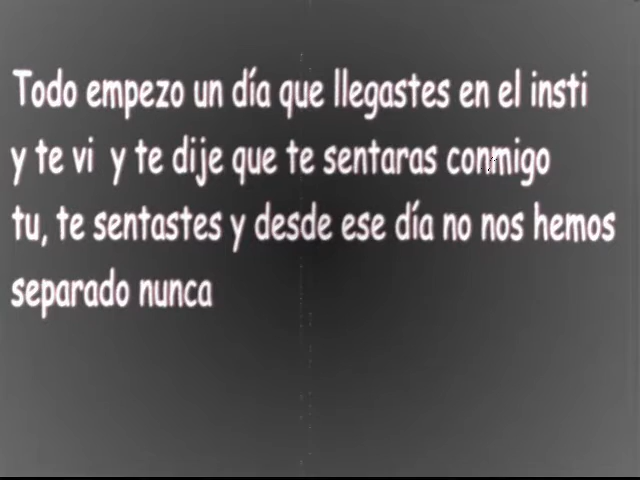 Todo empezo un día que llegastes en el insti
y te vi y te dije que te sentaras conmigo
tu, te sentastes y desde ese día no nos hemos
separado nunca